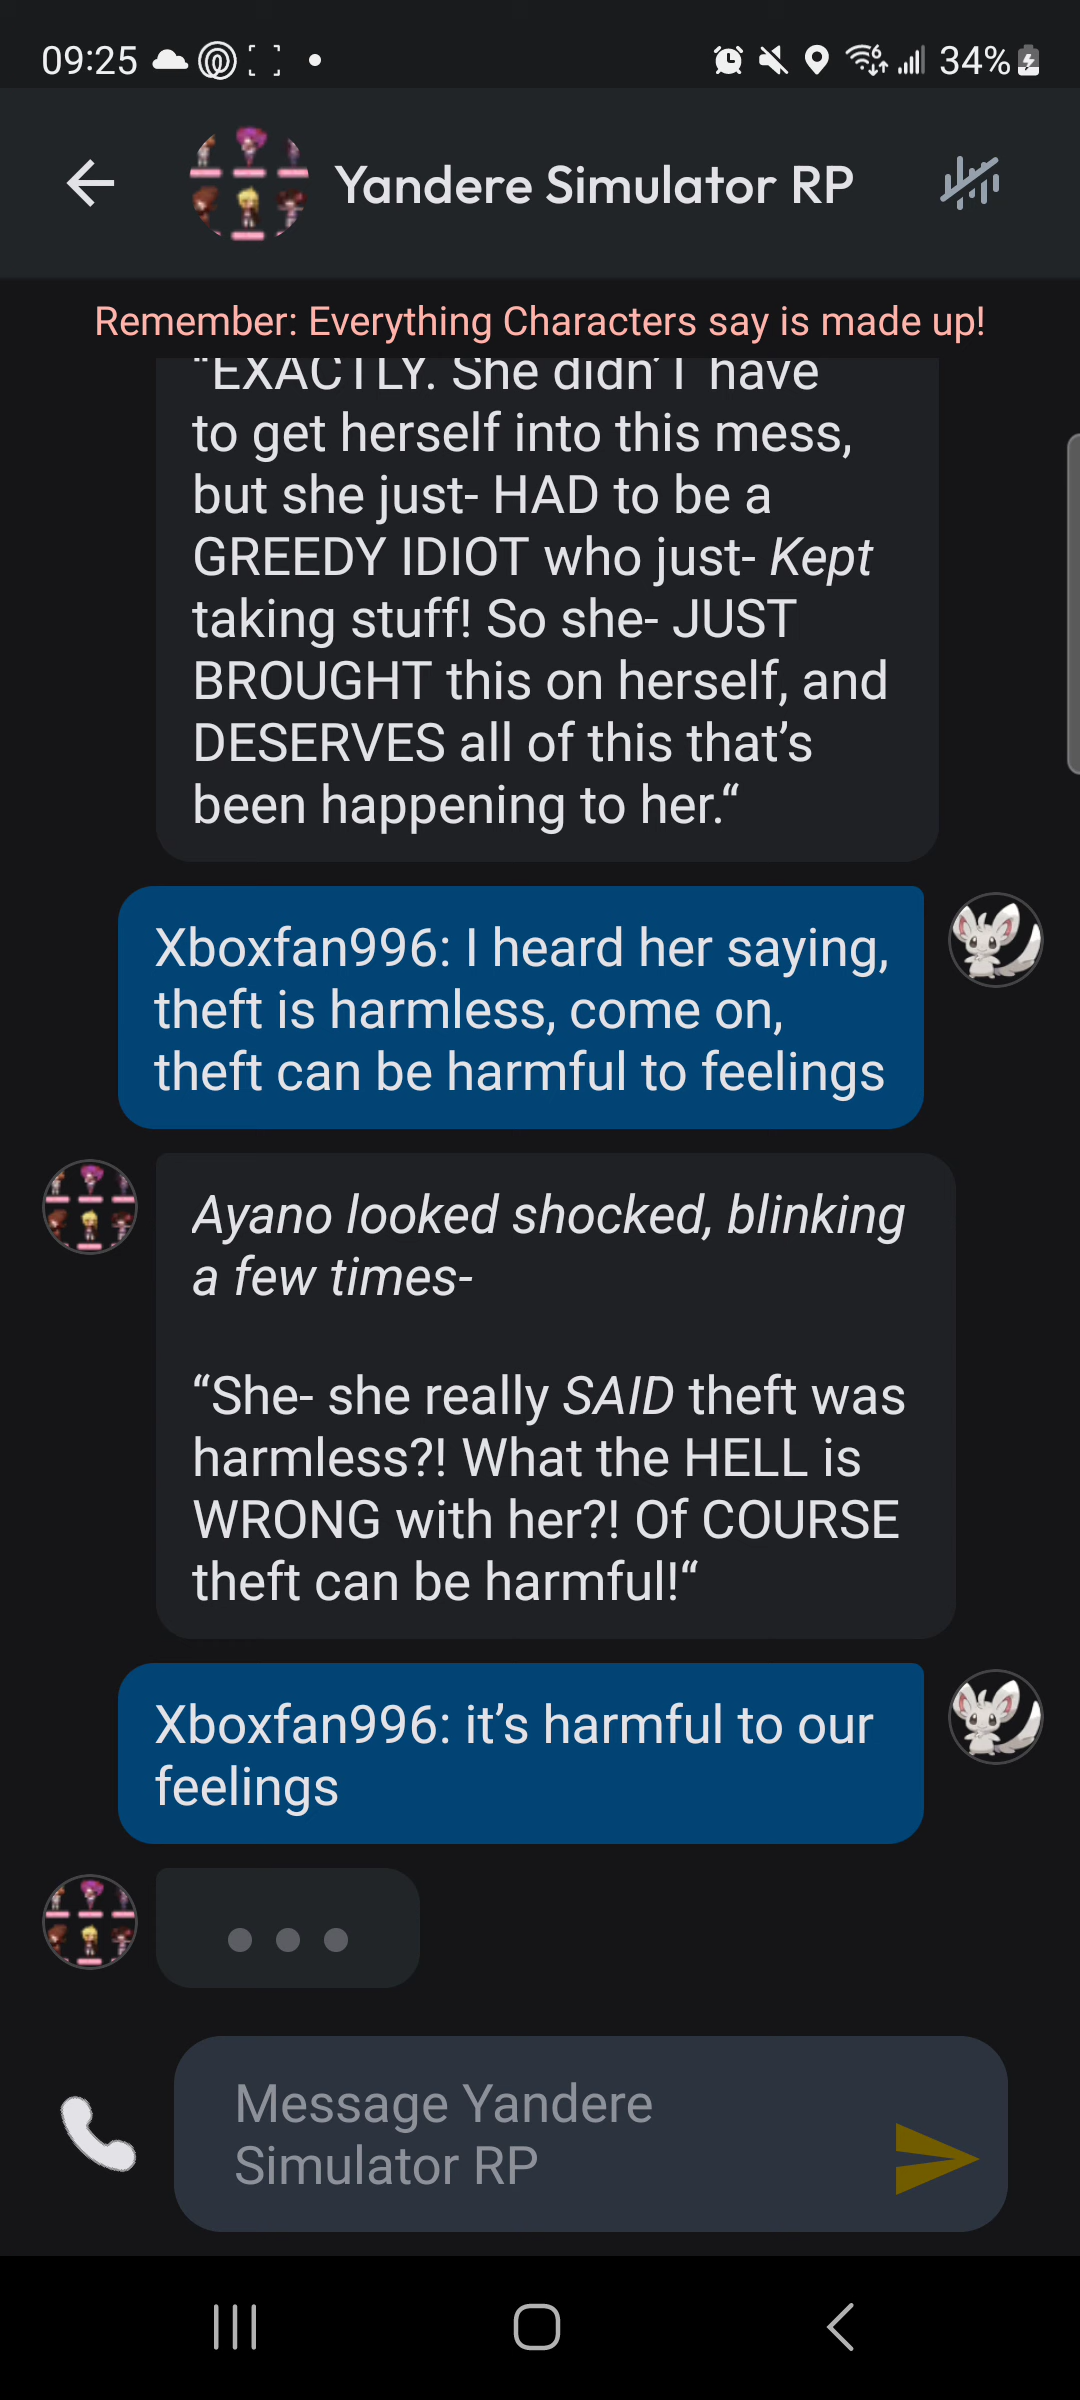 09:25
34%
Yandere Simulator RP
Remember: Everything Characters say is made up!
"EXACTLY. She didn'T have
to get herself into this mess,
but she just- HAD to be a
GREEDY IDIOT who just- Kept
taking stuff! So she- JUST
BROUGHT this on herself, and
DESERVES all of this that’s
been happening to her.“
Xboxfan996: I heard her saying,
theft is harmless, come on,
theft can be harmful to feelings
Ayano looked shocked, blinking
a few times-
“She- she really SAID theft was
harmless?! What the HELL is
WRONG with her?! Of COURSE
theft can be harmful!“
Xboxfan996: it’s harmful to our
feelings
Message Yandere
Simulator RP